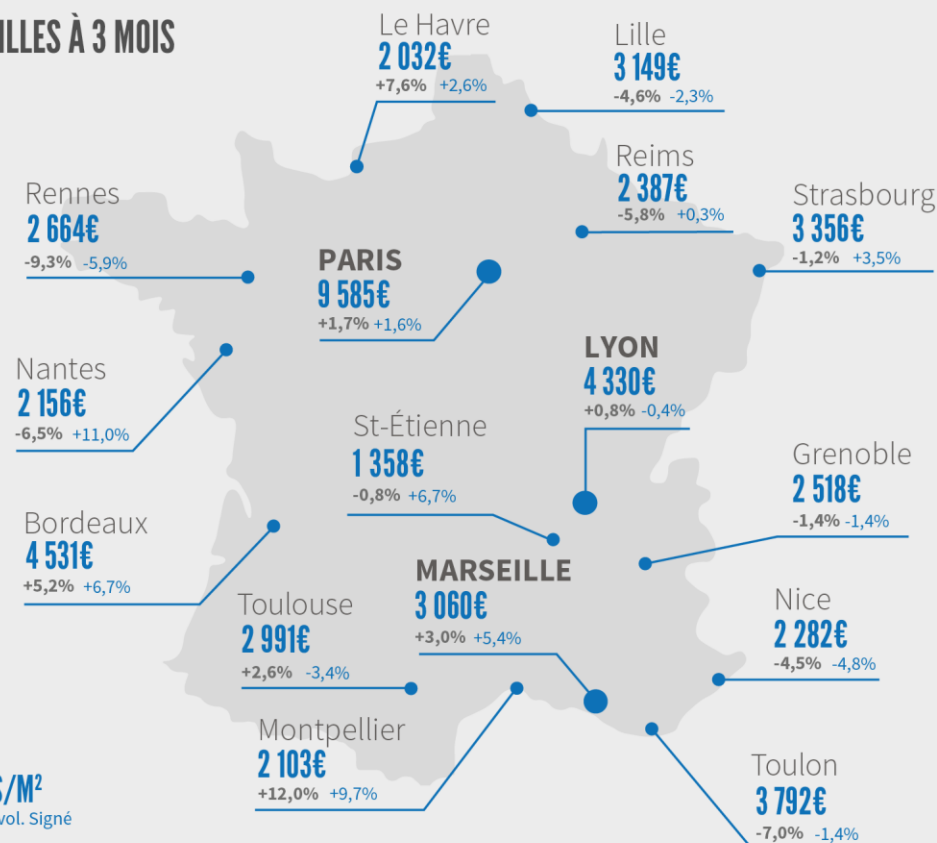 ILLES À 3 MOIS
Le Havre
2 032€
+7,6% +2,6%
Lille
3 149€
-4,6% -2,3%
Reims
2 387€
-5,8% +0,3%
Strasbourg
3 356€
-1,2% +3,5%
Rennes
2 664€
-9,3% -5,9%
PARIS
9 585€
+1,7% +1,6%
LYON
4 330€
+0,8% -0,4%
Nantes
2 156€
-6,5% +11,0%
St-Étienne
1 358€
-0,8% +6,7%
Grenoble
2 518€
-1,4% -1,4%
Bordeaux
4 531€
+5,2% +6,7%
MARSEILLE
3 060€
+3,0% +5,4%
Toulouse
2 991€
+2,6% -3,4%
Nice
2 282€
-4,5% -4,8%
Montpellier
2 103€
+12,0% +9,7%
Toulon
3 792€
-7,0% -1,4%
/M²
vol. Signé